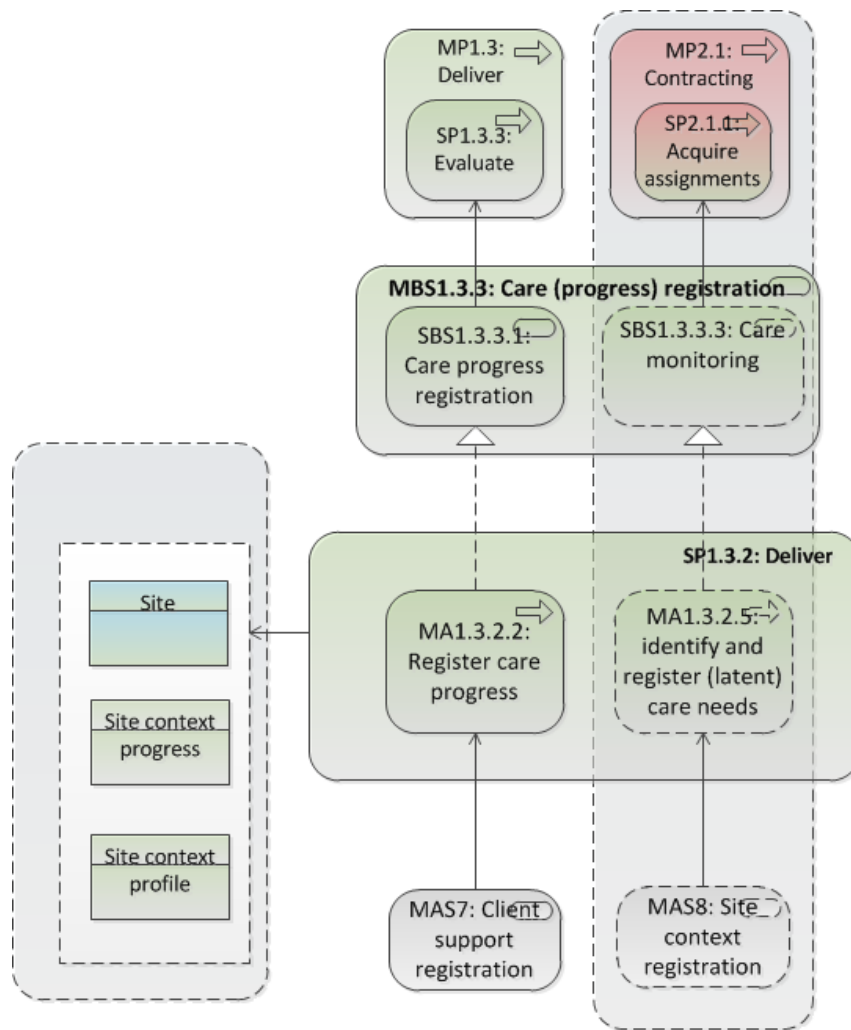 MP1.3:
Deliver
SP1.3.3:
Evaluate
MP2.1:
Contracting
SP2.1.1:
Acquire
assignments
MBS1.3.3: Care (progress) registration
SBS1.3.3.1:
Care progress
registration
SBS1.3.3.3: Care
monitoring
SP1.3.2: Deliver
Site
Site context
progress
Site context
profile
MA1.3.2.2:
Register care
progress
MA1.3.2.5:
identify and
register (latent)
care needs
MAS7: Client
support
registration
MAS8: Site
context
registration